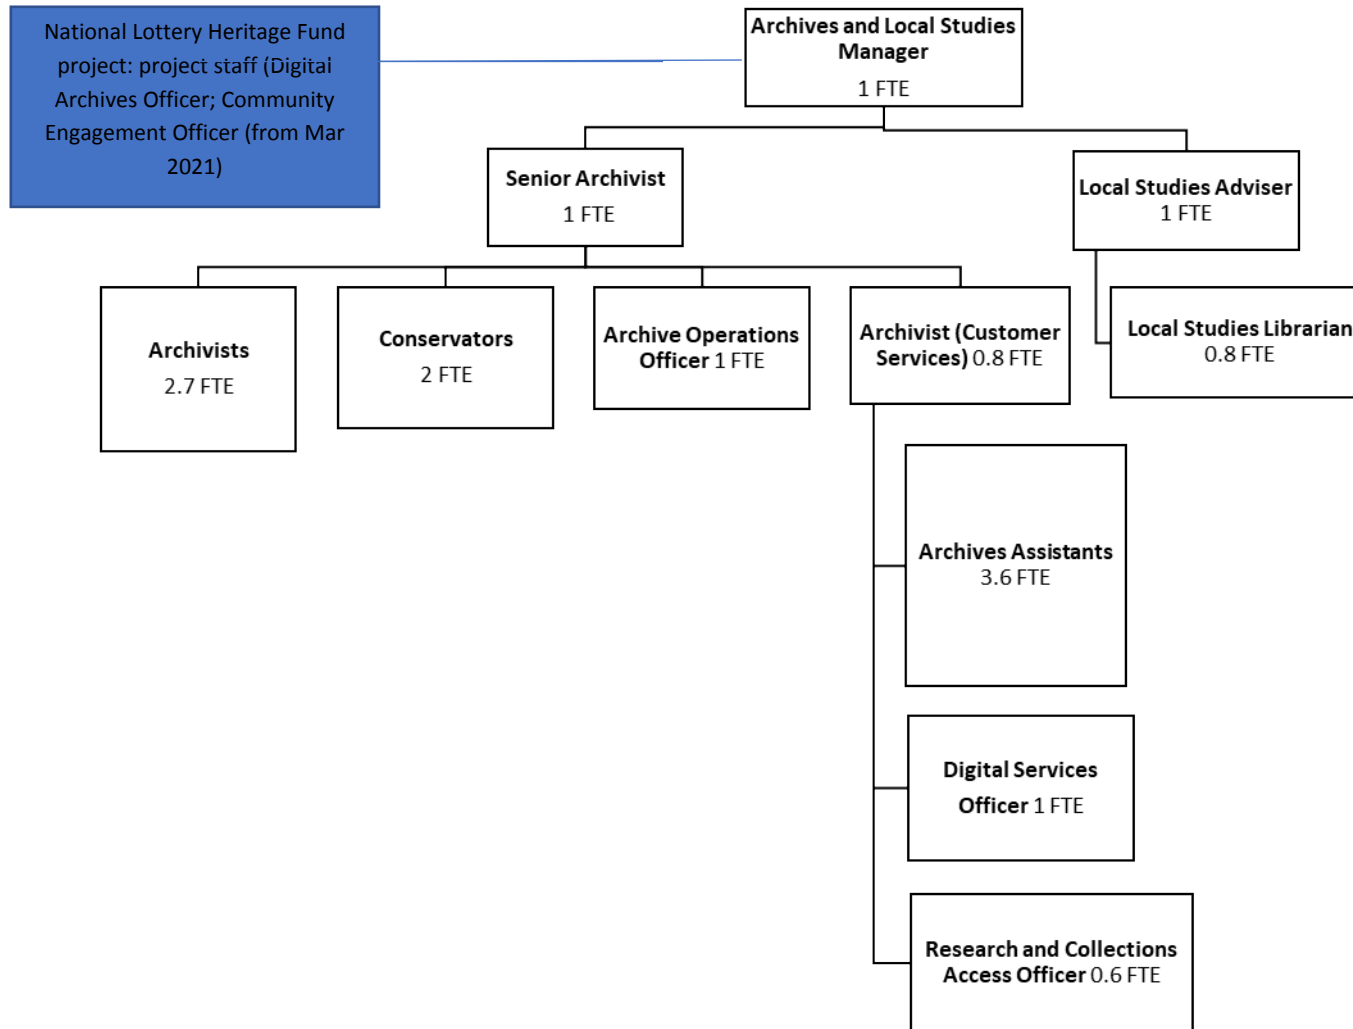 National Lottery Heritage Fund
project: project staff (Digital
Archives Officer; Community
Engagement Officer (from Mar
2021)
Archives and Local Studies
Manager
1 FTE
Senior Archivist
1 FTE
Local Studies Adviser
1 FTE
Archivists
2.7 FTE
Conservators
2 FTE
Archive Operations
Officer 1 FTE
Archivist (Customer
Services) 0.8 FTE
Local Studies Librarian
0.8 FTE
Archives Assistants
3.6 FTE
Digital Services
Officer 1 FTE
Research and Collections
Access Officer 0.6 FTE